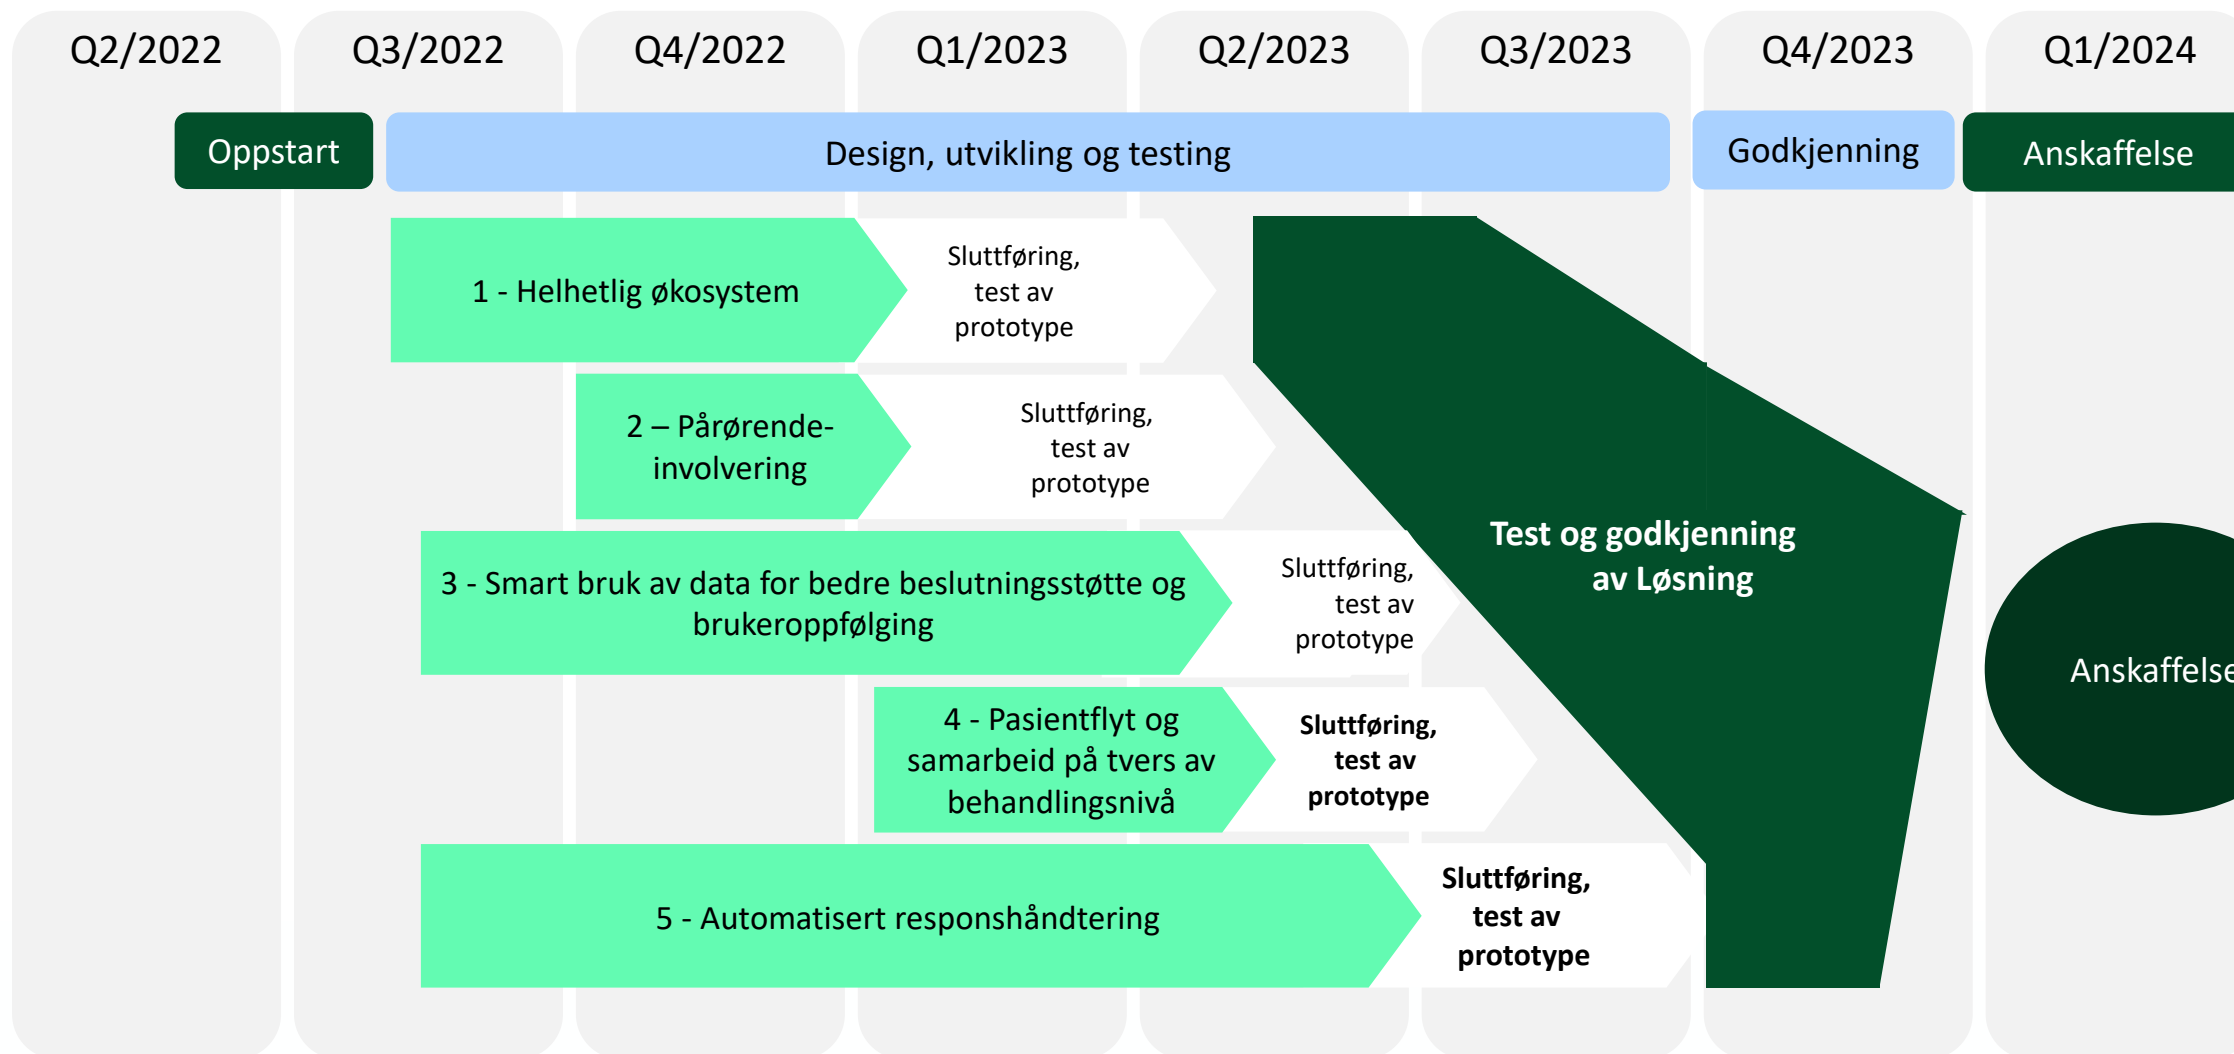 Q2/2022
Q3/2022
Q4/2022
Q1/2023
Q2/2023
Q3/2023
Q4/2023
Q1/2024
Oppstart
Design, utvikling og testing
Godkjenning
Anskaffelse
1 - Helhetlig økosystem
Sluttføring,
test av
prototype
2 – Pårørende-
involvering
Sluttføring,
test av
prototype
3 - Smart bruk av data for bedre beslutningsstøtte og
brukeroppfølging
Sluttføring,
test av
prototype
4 - Pasientflyt og
samarbeid på tvers av
behandlingsnivå
Sluttføring,
test av
prototype
5 - Automatisert responshåndtering
Sluttføring,
test av
prototype
Test og godkjenning
av Løsning
Anskaffelse